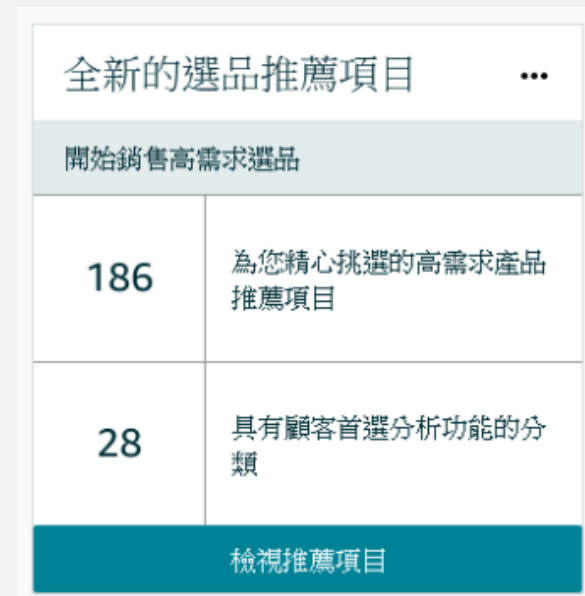 全新的選品推薦項目
開始銷售高需求選品
186
為您精心挑選的高需求產品
推薦項目
28
具有顧客首選分析功能的分
類
檢視推薦項目